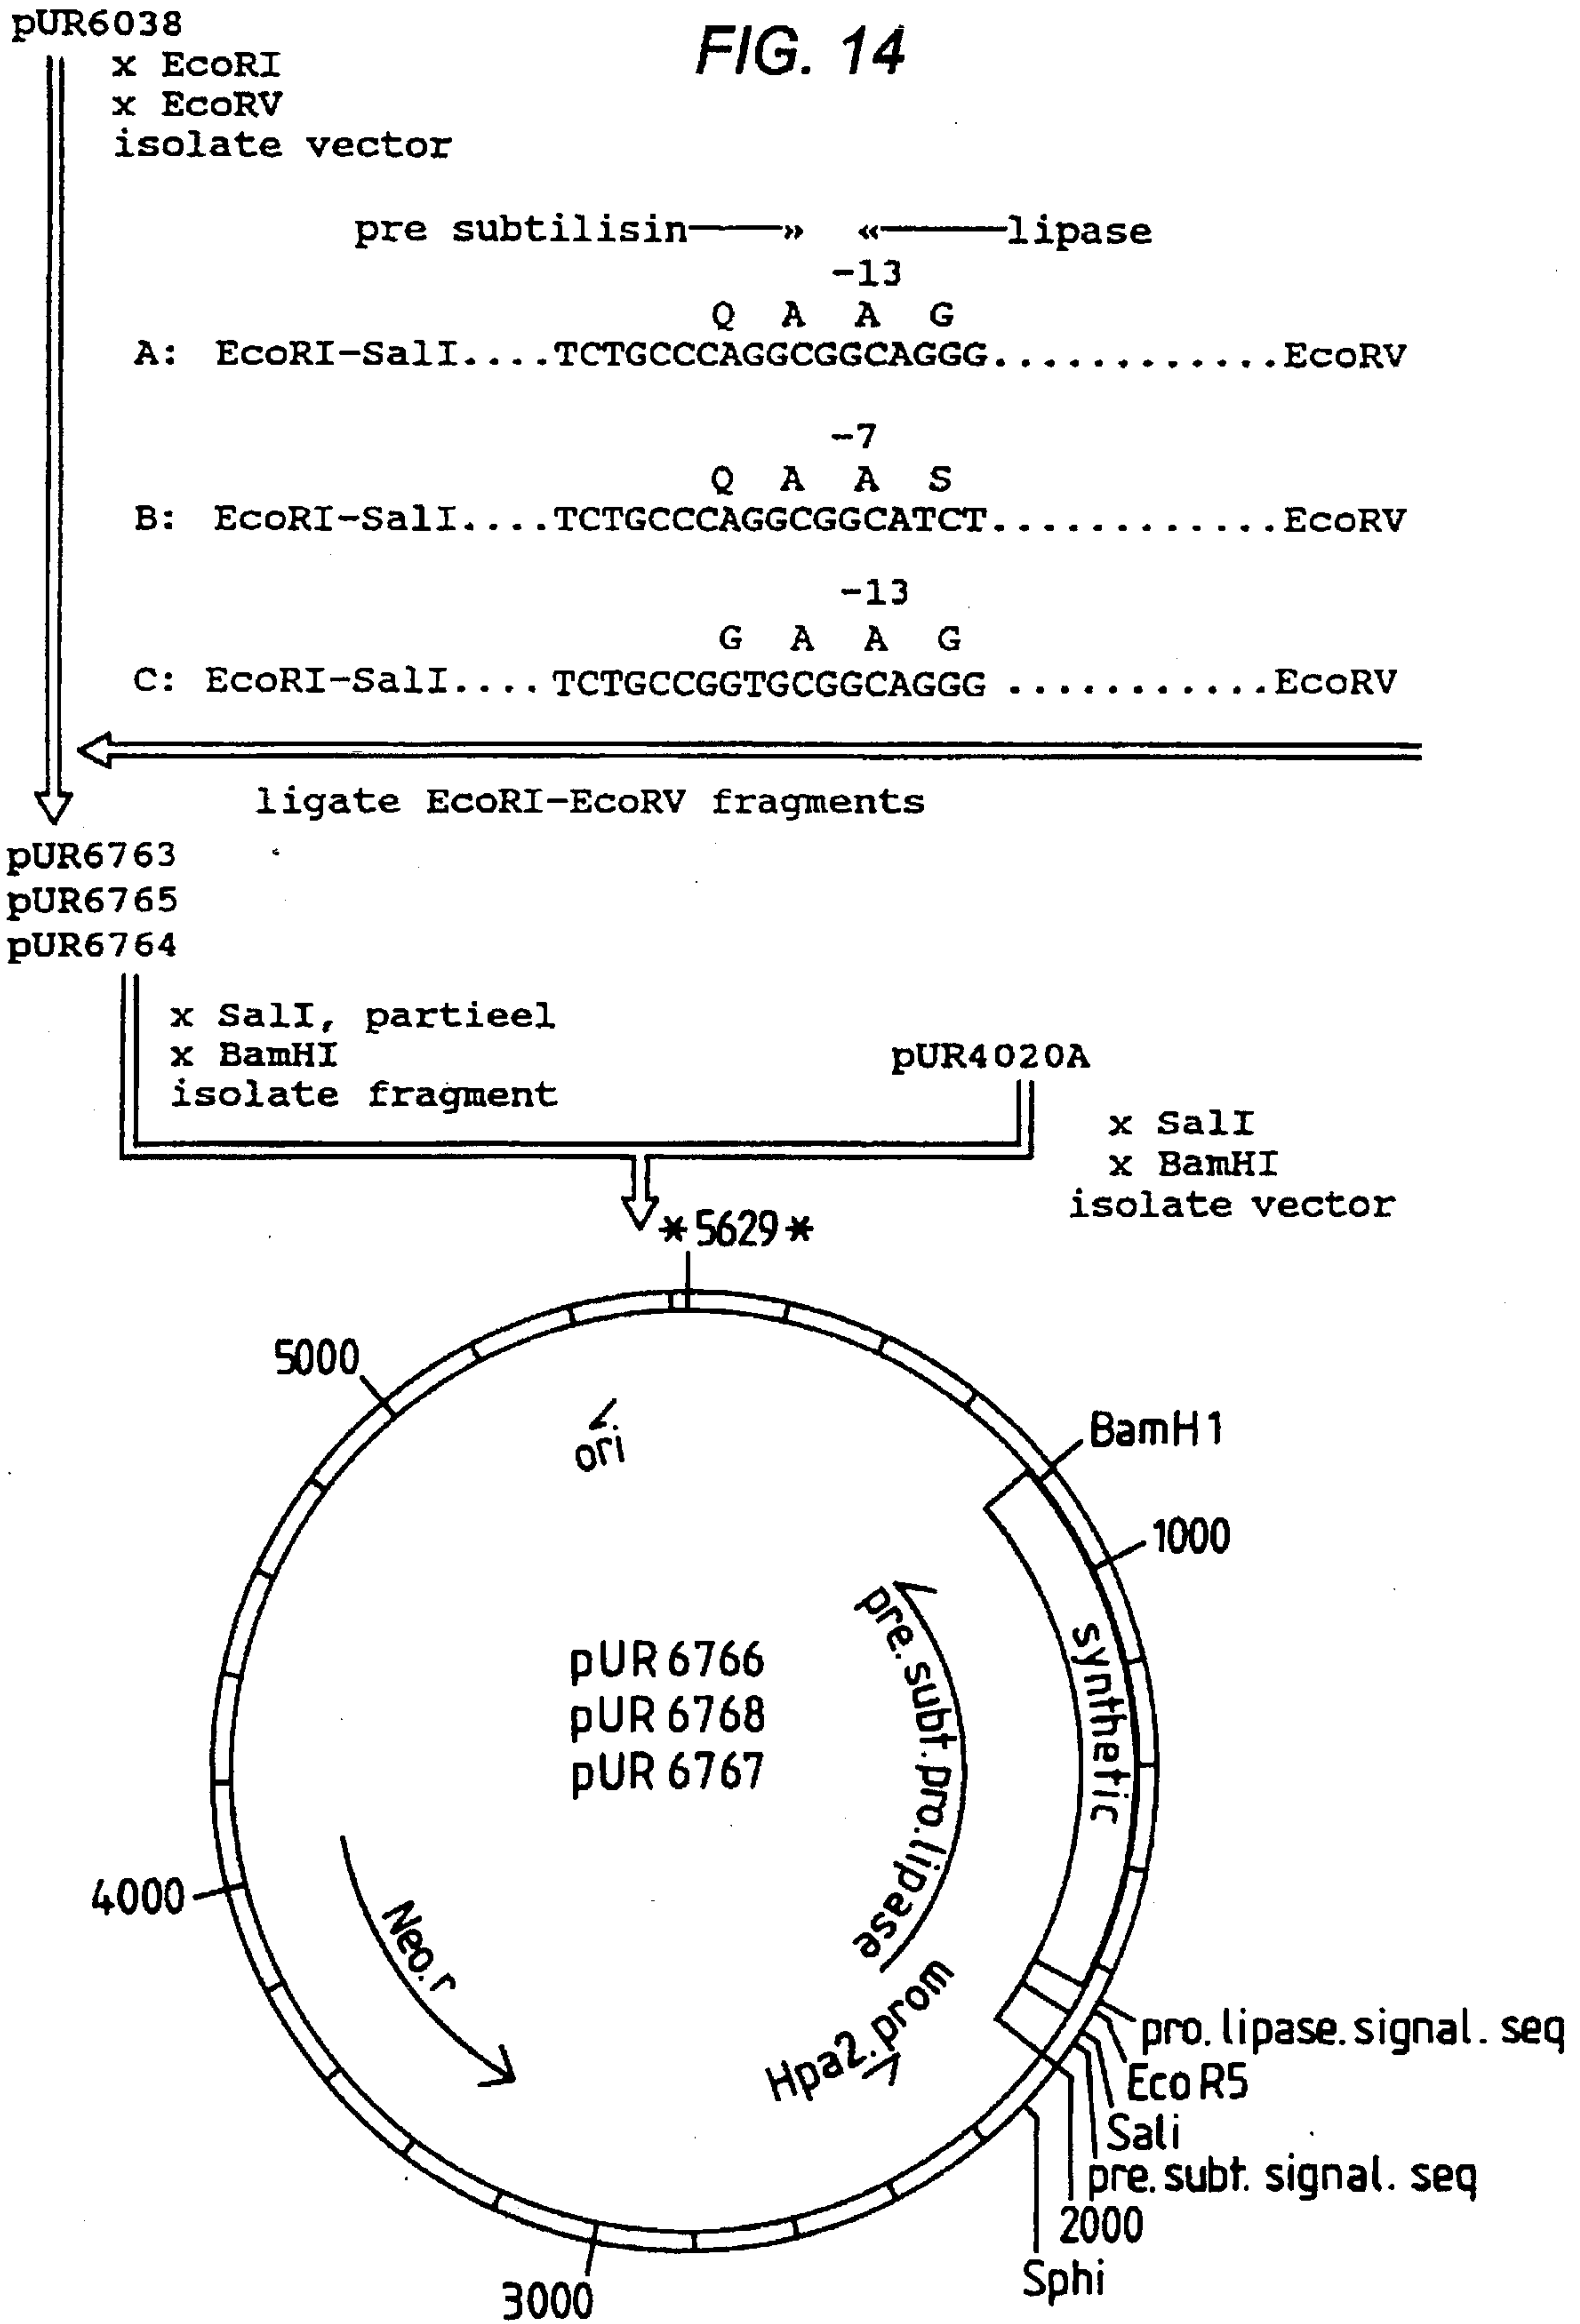 FIG. 14
pUR6038
x EcoRI
x EcoRV
isolate vector
pre subtilisin——» «——lipase
-13
Q A A G
A: EcoRI-SalI....TCTGCCCAGGCGGCAGGG............EcoRV
-7
Q A A S
B: EcoRI-SalI....TCTGCCCAGGCGGCATCT............EcoRV
-13
G A A G
C: EcoRI-SalI.... TCTGCCGGTGCGGCAGGG ...........EcoRV
ligate EcoRI-EcoRV fragments
pUR6763
pUR6765
pUR6764
x SalI, partieel
x BamHI
isolate fragment
pUR4020A
x SalI
x BamHI
isolate vector
*5629*
5000
ori
BamH1
1000
synthetic
pre.subt.pro.lipase
pUR 6766
pUR 6768
pUR 6767
4000
Neo.r
Hpa2.prom
pro.lipase.signal.seq
EcoR5
Sali
pre.subt.signal.seq
2000
Sphi
3000